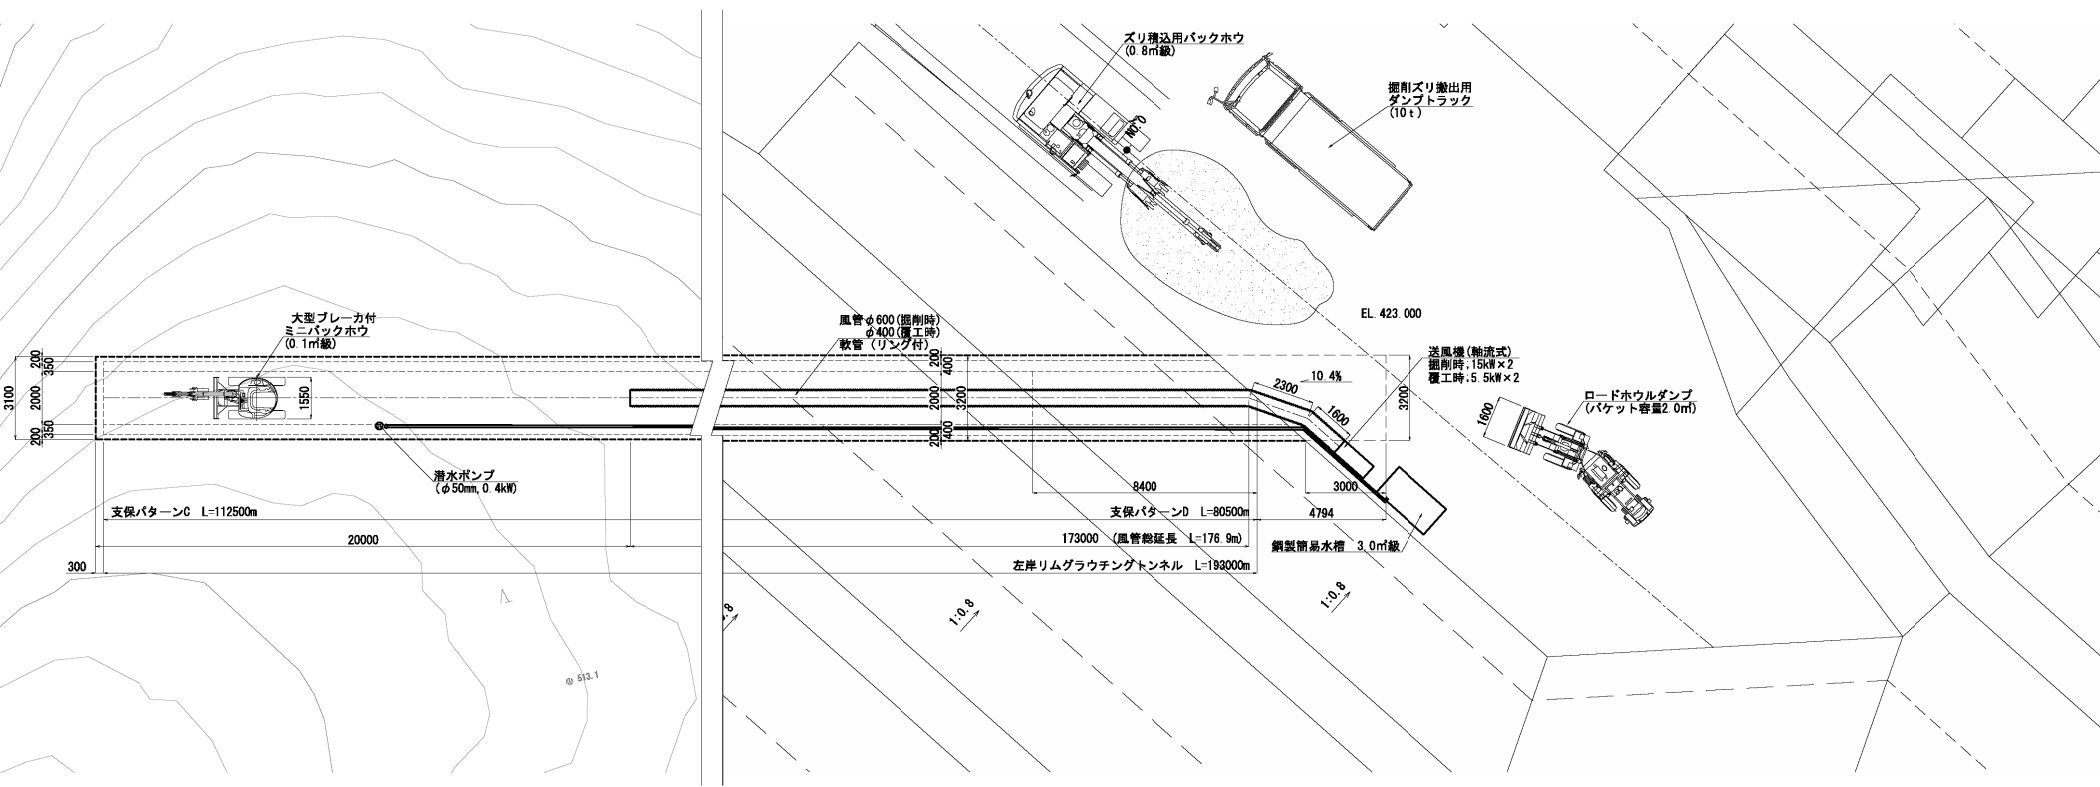 ズリ積込用バックホウ
(0.8㎥級)
掘削ズリ搬出用
ダンプトラック
(10t)
NO.0
EL.423.000
大型ブレーカ付
ミニバックホウ
(0.1㎥級)
風管φ600(掘削時)
φ400(覆工時)
軟管(リング付)
送風機(軸流式)
掘削時;15kW×2
覆工時;5.5kW×2
ロードホウルダンプ
(バケット容量2.0㎥)
1600
10.4%
2300
1600
3200
3100
200
350
2000
350
200
1550
200
400
2000
3200
400
200
潜水ポンプ
(φ50mm,0.4kW)
8400
3000
支保パターンC L=112500m
支保パターンD L=80500m
4794
20000
173000 (風管総延長 L=176.9m)
鋼製簡易水槽 3.0㎥級
300
左岸リムグラウチングトンネル L=193000m
1:0.8
1:0.8
513.1